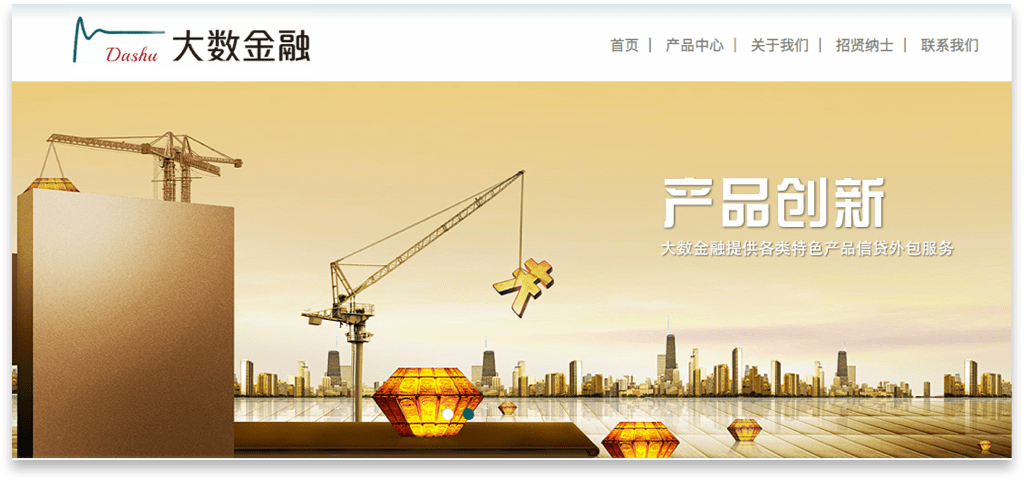 Dashu 大数金融
首页 | 产品中心 | 关于我们 | 招贤纳士 | 联系我们
产品创新
大数金融提供各类特色产品信贷外包服务